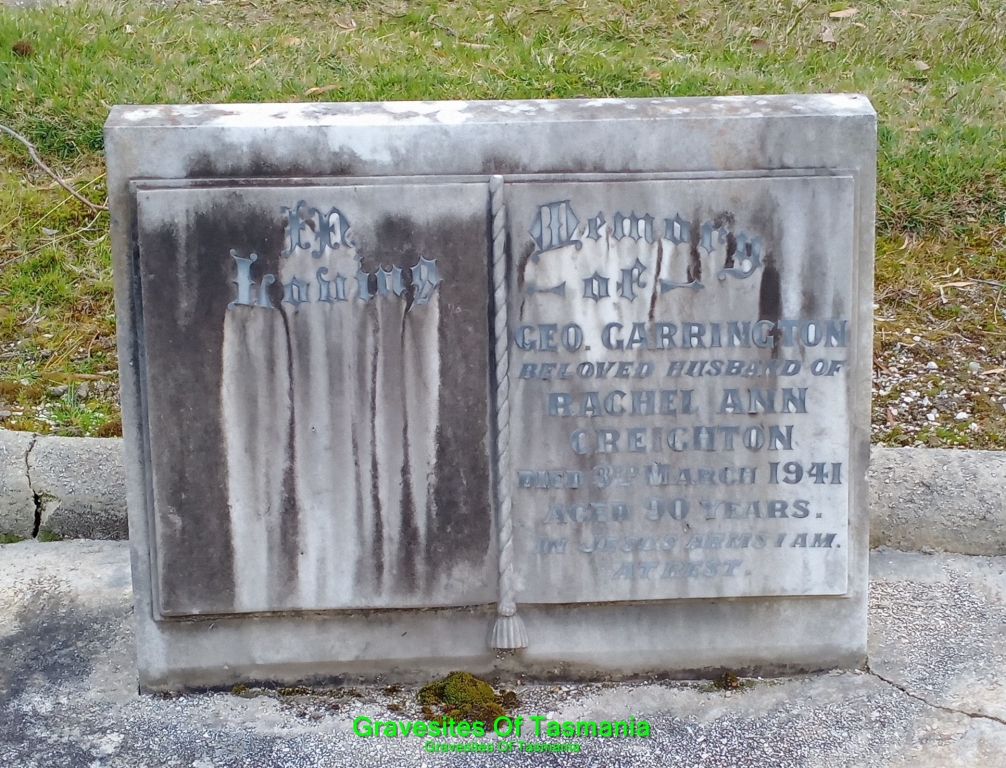 In
Loving
Memory
of
GEO. CARRINGTON
BELOVED HUSBAND OF
RACHEL ANN
CREIGHTON
DIED 3RD MARCH 1941
AGED 90 YEARS.
IN JESUS ARMS I AM.
AT REST.
Gravesites Of Tasmania
Gravesites Of Tasmania